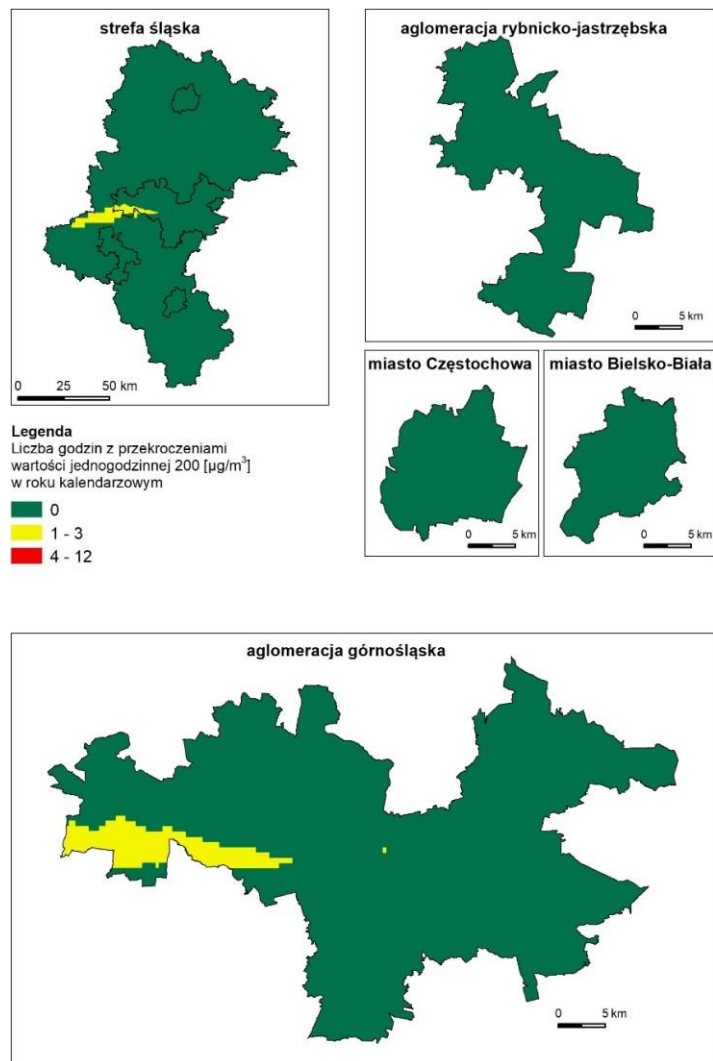 strefa śląska
0 25 50 km
aglomeracja rybnicko-jastrzębska
0 5 km
miasto Częstochowa
0 5 km
miasto Bielsko-Biała
0 5 km
Legenda
Liczba godzin z przekroczeniami
wartości jednogodzinnej 200 [µg/m³]
w roku kalendarzowym
0
1 - 3
4 - 12
aglomeracja górnośląska
0 5 km